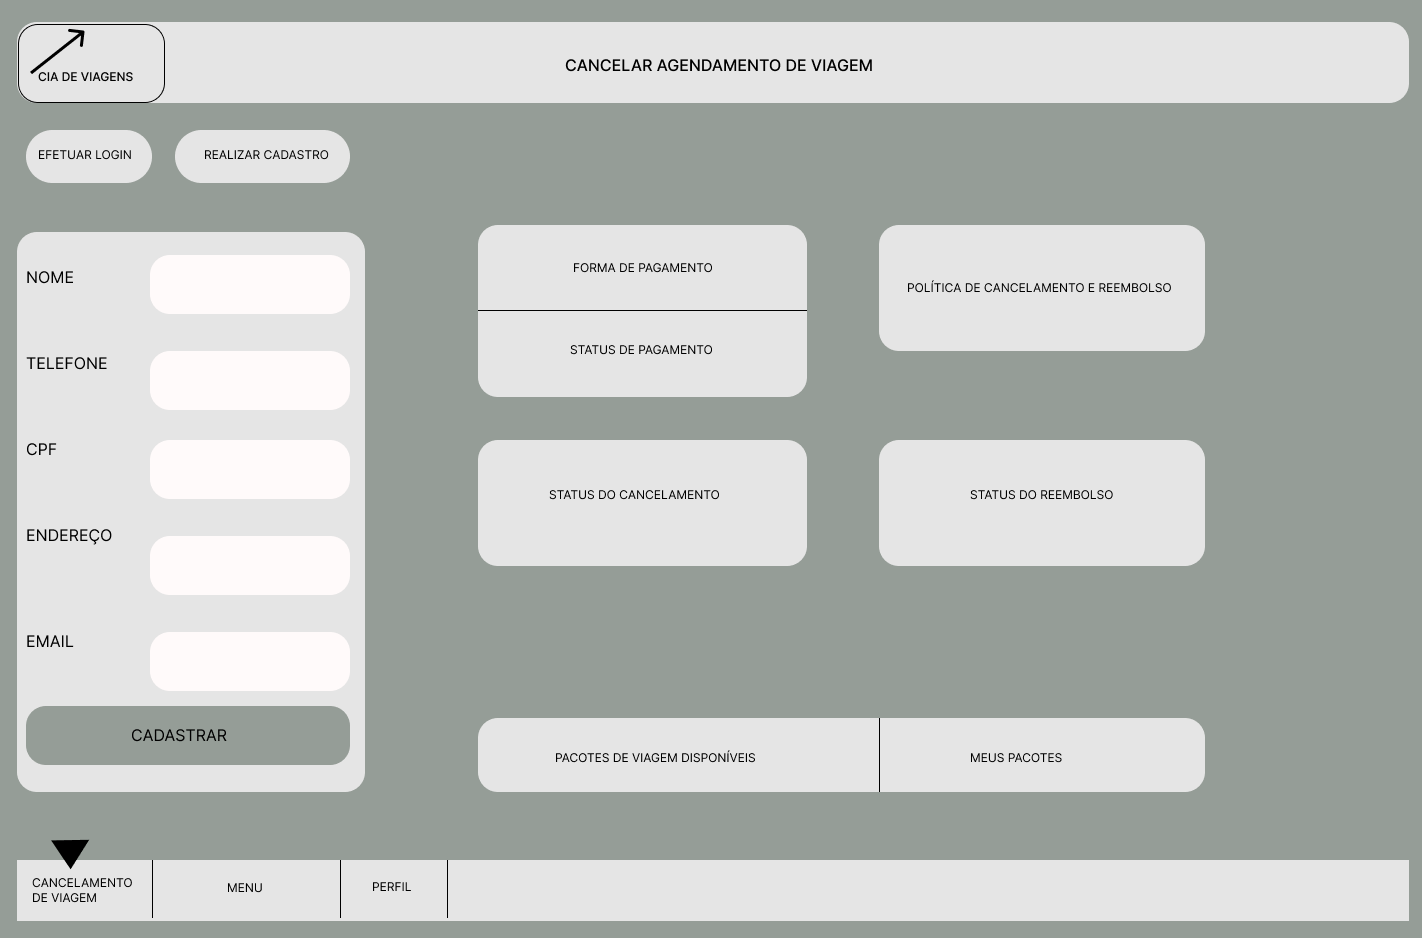 CIA DE VIAGENS
CANCELAR AGENDAMENTO DE VIAGEM
EFETUAR LOGIN
REALIZAR CADASTRO
NOME
TELEFONE
CPF
ENDEREÇO
EMAIL
CADASTRAR
FORMA DE PAGAMENTO
STATUS DE PAGAMENTO
POLÍTICA DE CANCELAMENTO E REEMBOLSO
STATUS DO CANCELAMENTO
STATUS DO REEMBOLSO
PACOTES DE VIAGEM DISPONÍVEIS
MEUS PACOTES
CANCELAMENTO
DE VIAGEM
MENU
PERFIL